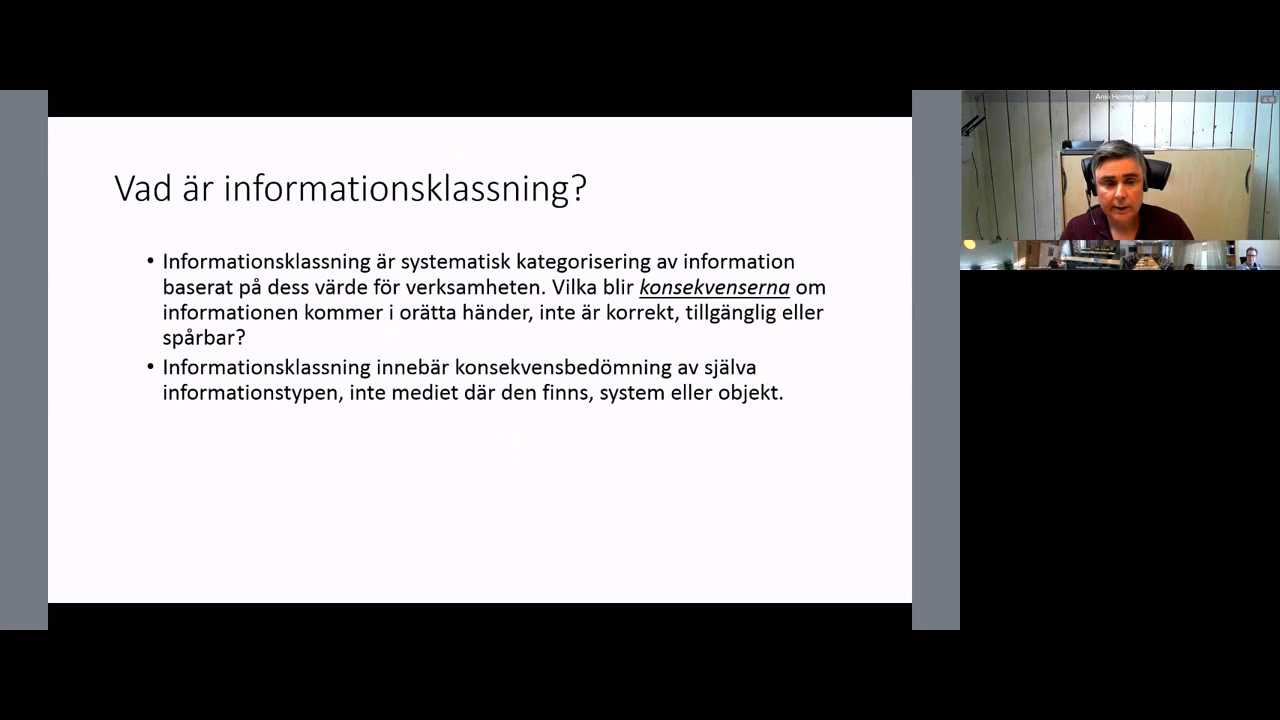 Vad är informationsklassning?
• Informationsklassning är systematisk kategorisering av information
baserat på dess värde för verksamheten. Vilka blir konsekvenserna om
informationen kommer i orätta händer, inte är korrekt, tillgänglig eller
spårbar?
• Informationsklassning innebär konsekvensbedömning av själva
informationstypen, inte mediet där den finns, system eller objekt.